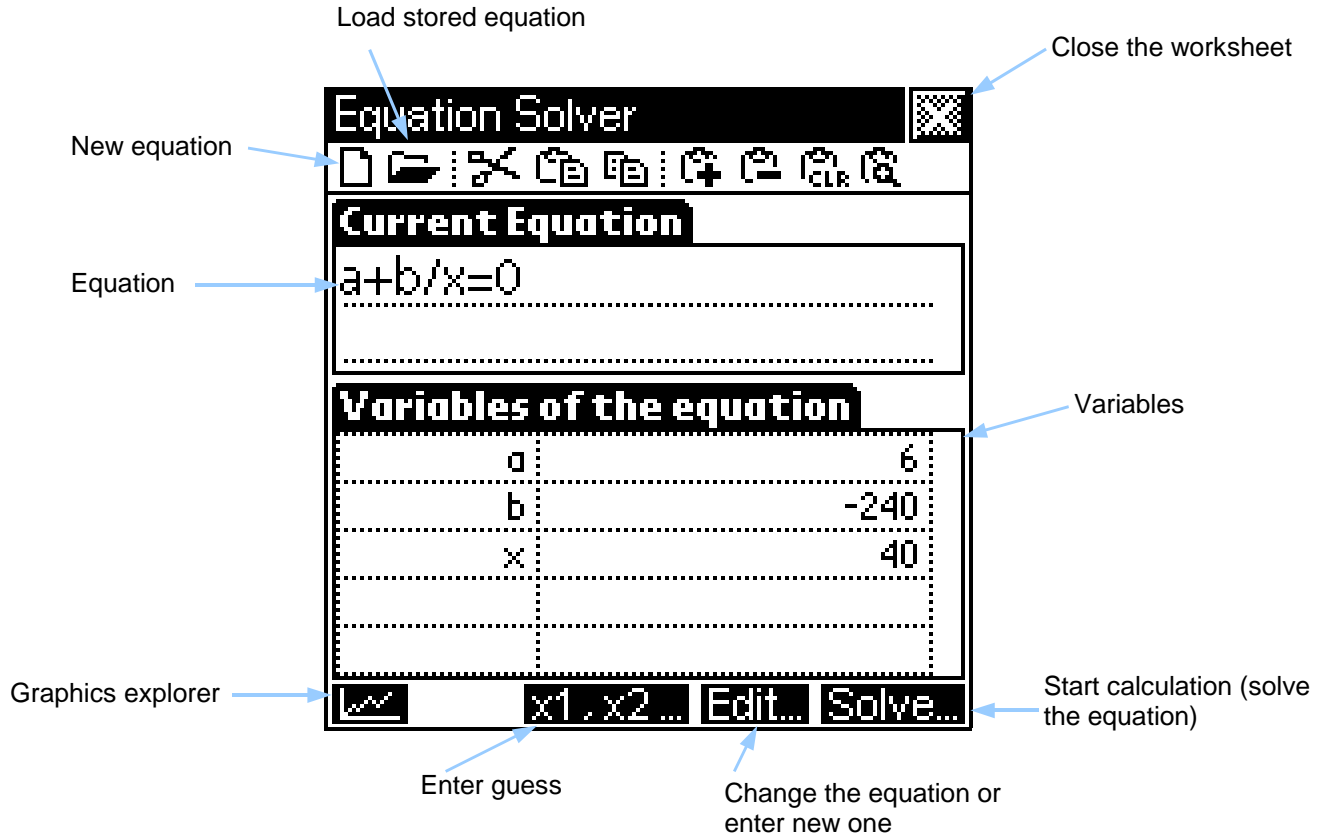 Load stored equation
Close the worksheet
Equation Solver
New equation
CLR
Current Equation
Equation
a+b/x=0
Variables of the equation
Variables
a 6
b -240
x 40
Graphics explorer
x1,x2... Edit... Solve...
Start calculation (solve
the equation)
Enter guess
Change the equation or
enter new one